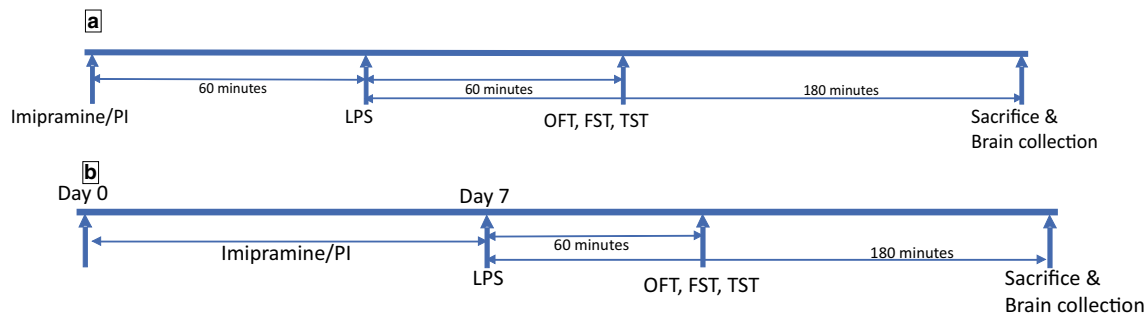 a
60 minutes
60 minutes
180 minutes
Imipramine/PI
LPS
OFT, FST, TST
Sacrifice &
Brain collection
b
Day 0
Day 7
Imipramine/PI
60 minutes
180 minutes
LPS
OFT, FST, TST
Sacrifice &
Brain collection